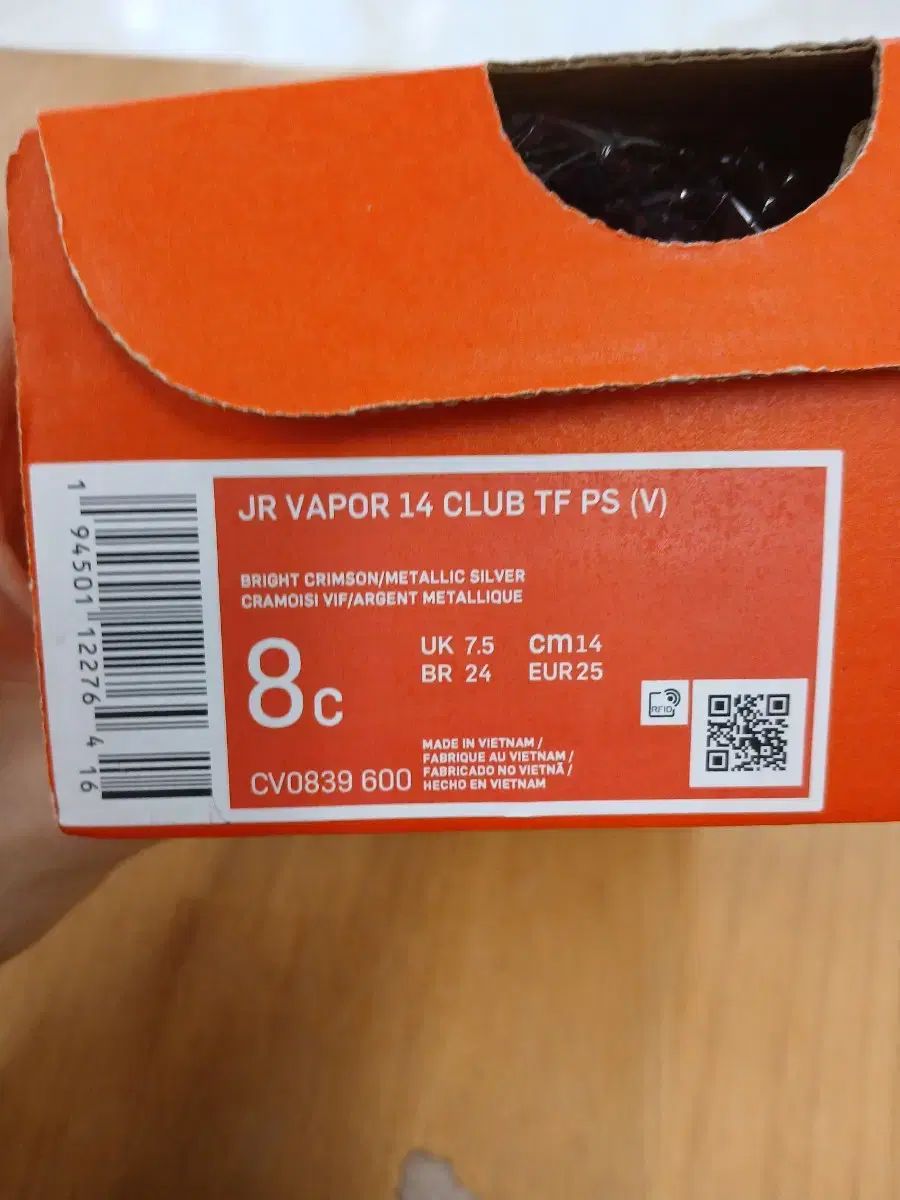 JR VAPOR 14 CLUB TF PS (V)
BRIGHT CRIMSON/METALLIC SILVER
CRAMOISI VIF/ARGENT METALLIQUE
8C
UK 7.5 cm14
BR 24 EUR25
RFID
MADE IN VIETNAM /
FABRIQUE AU VIETNAM /
FABRICADO NO VIETNÃ /
HECHO EN VIETNAM
CV0839 600
1 94501 12276 4 16